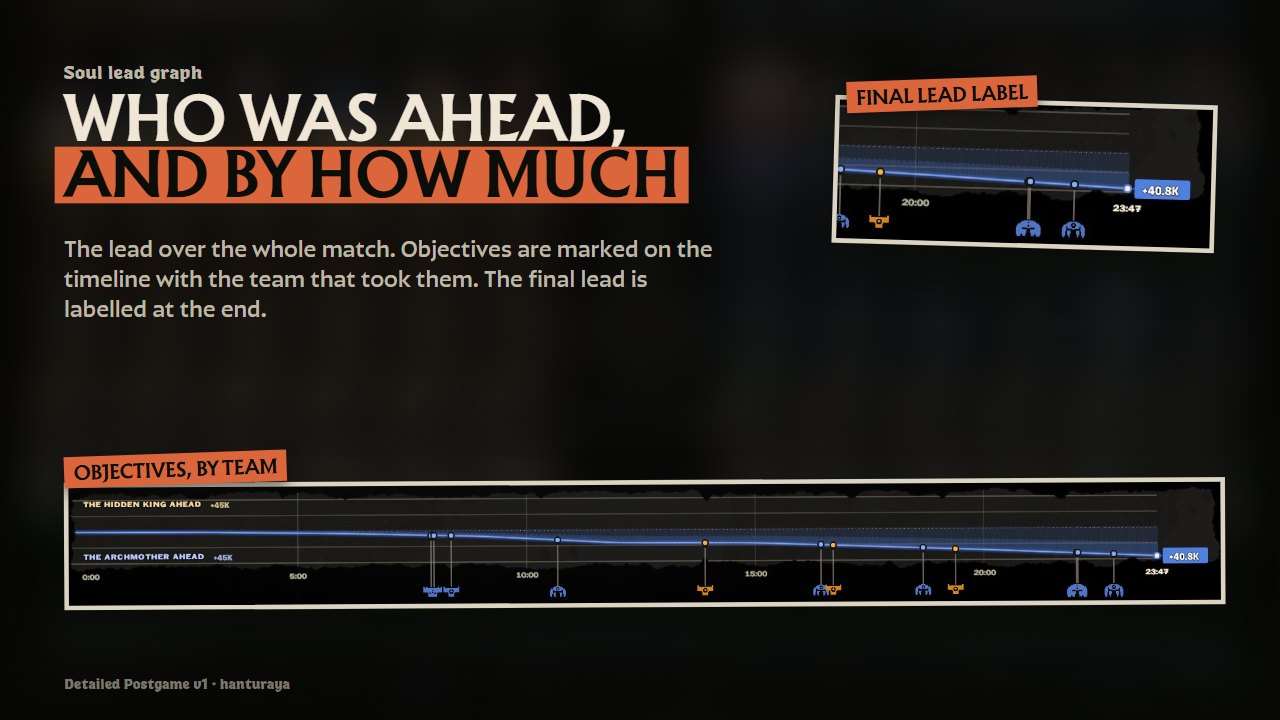 Soul lead graph
WHO WAS AHEAD,
AND BY HOW MUCH
The lead over the whole match. Objectives are marked on the
timeline with the team that took them. The final lead is
labelled at the end.
FINAL LEAD LABEL
+40.8K
20:00
23:47
OBJECTIVES, BY TEAM
THE HIDDEN KING AHEAD +45K
THE ARCHMOTHER AHEAD +45K
+40.8K
0:00 5:00 10:00 15:00 20:00 23:47
Detailed Postgame v1 • hanturaya